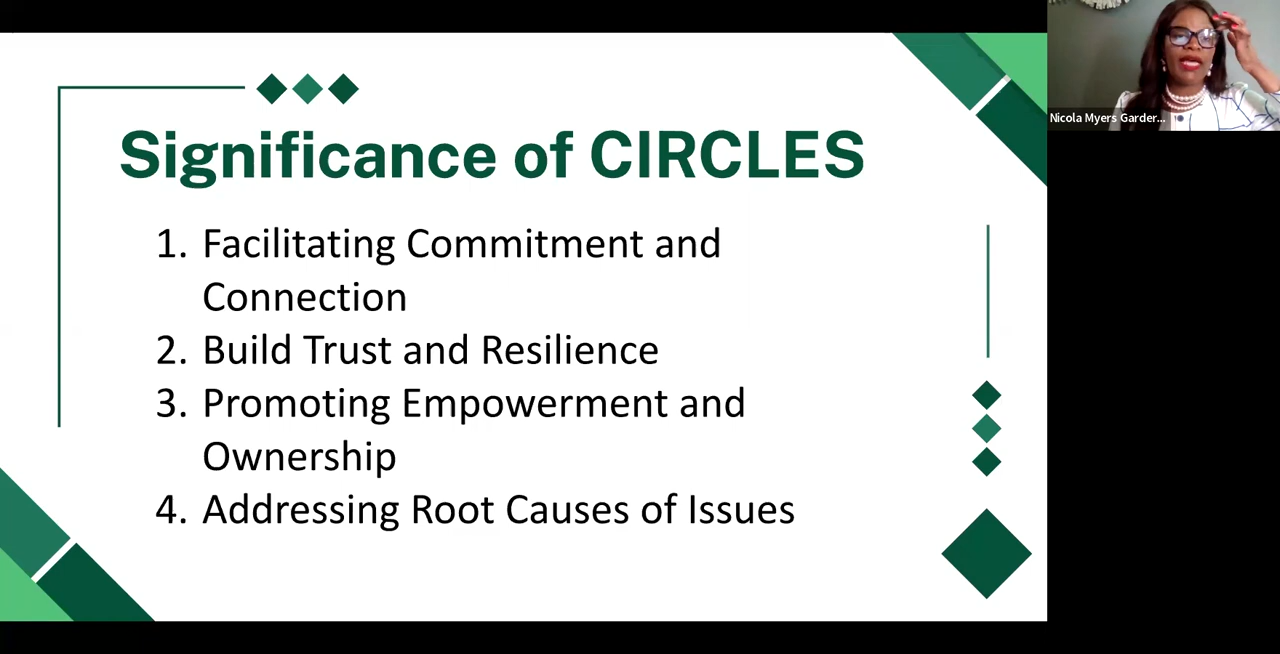 Significance of CIRCLES
1. Facilitating Commitment and
Connection
2. Build Trust and Resilience
3. Promoting Empowerment and
Ownership
4. Addressing Root Causes of Issues
Nicola Myers Garder...